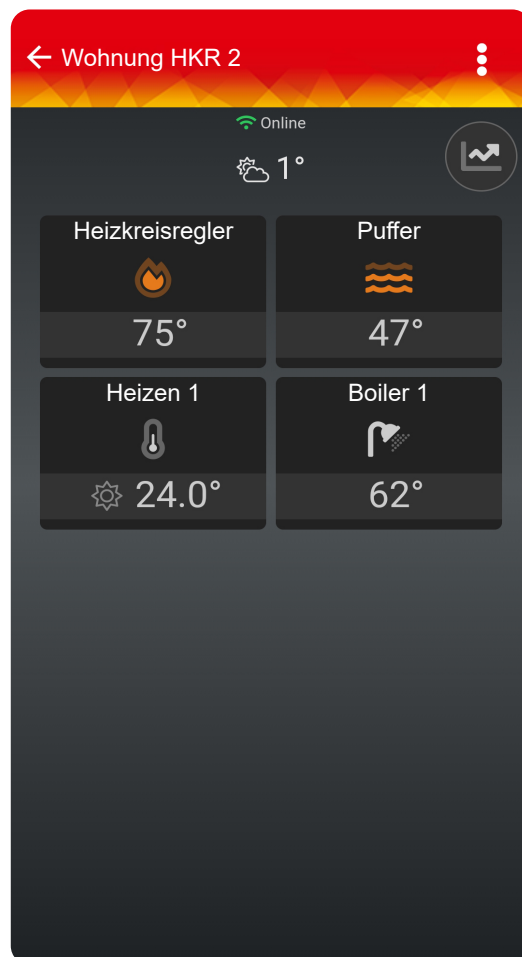 Wohnung HKR 2
Online
1°
Heizkreisregler
Puffer
75°
47°
Heizen 1
Boiler 1
24.0°
62°